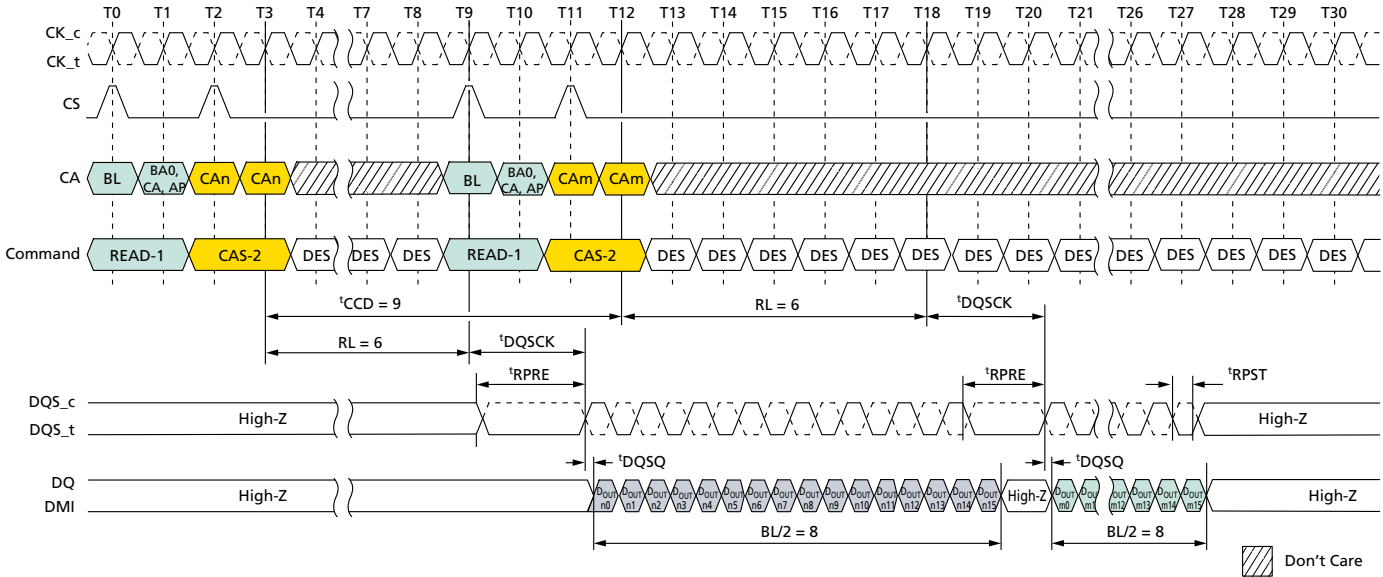 T0 T1 T2 T3 T4 T7 T8 T9 T10 T11 T12 T13 T14 T15 T16 T17 T18 T19 T20 T21 T26 T27 T28 T29 T30
CK_c
CK_t
CS
CA BL BA0, CA, AP CAn CAn BL BA0, CA, AP CAm CAm
Command READ-1 CAS-2 DES DES DES READ-1 CAS-2 DES DES DES DES DES DES DES DES DES DES DES DES DES DES
tCCD = 9 RL = 6 tDQSCK
RL = 6 tDQSCK
tRPRE tRPRE tRPST
DQS_c
DQS_t
High-Z High-Z
tDQSQ tDQSQ
DQ
DMI
High-Z DOUT n0 DOUT n1 DOUT n2 DOUT n3 DOUT n4 DOUT n5 DOUT n6 DOUT n7 DOUT n8 DOUT n9 DOUT n10 DOUT n11 DOUT n12 DOUT n13 DOUT n14 DOUT n15 High-Z DOUT m0 DOUT m1 DOUT m12 DOUT m13 DOUT m14 DOUT m15 High-Z
BL/2 = 8 BL/2 = 8
Don't Care